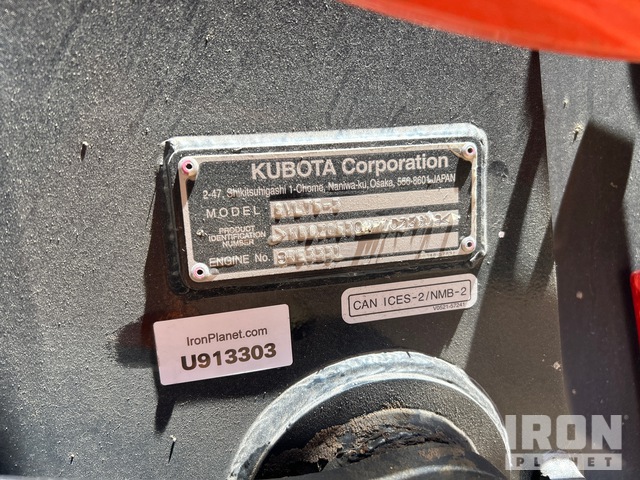 KUBOTA Corporation
2-47, Shikitsuhigashi 1-Chome, Naniwa-ku, Osaka, 556-8601 JAPAN
MODEL
PRODUCT
IDENTIFICATION
NUMBER
ENGINE No.
CAN ICES-2/NMB-2
IronPlanet.com
U913303
IRON
PLANET